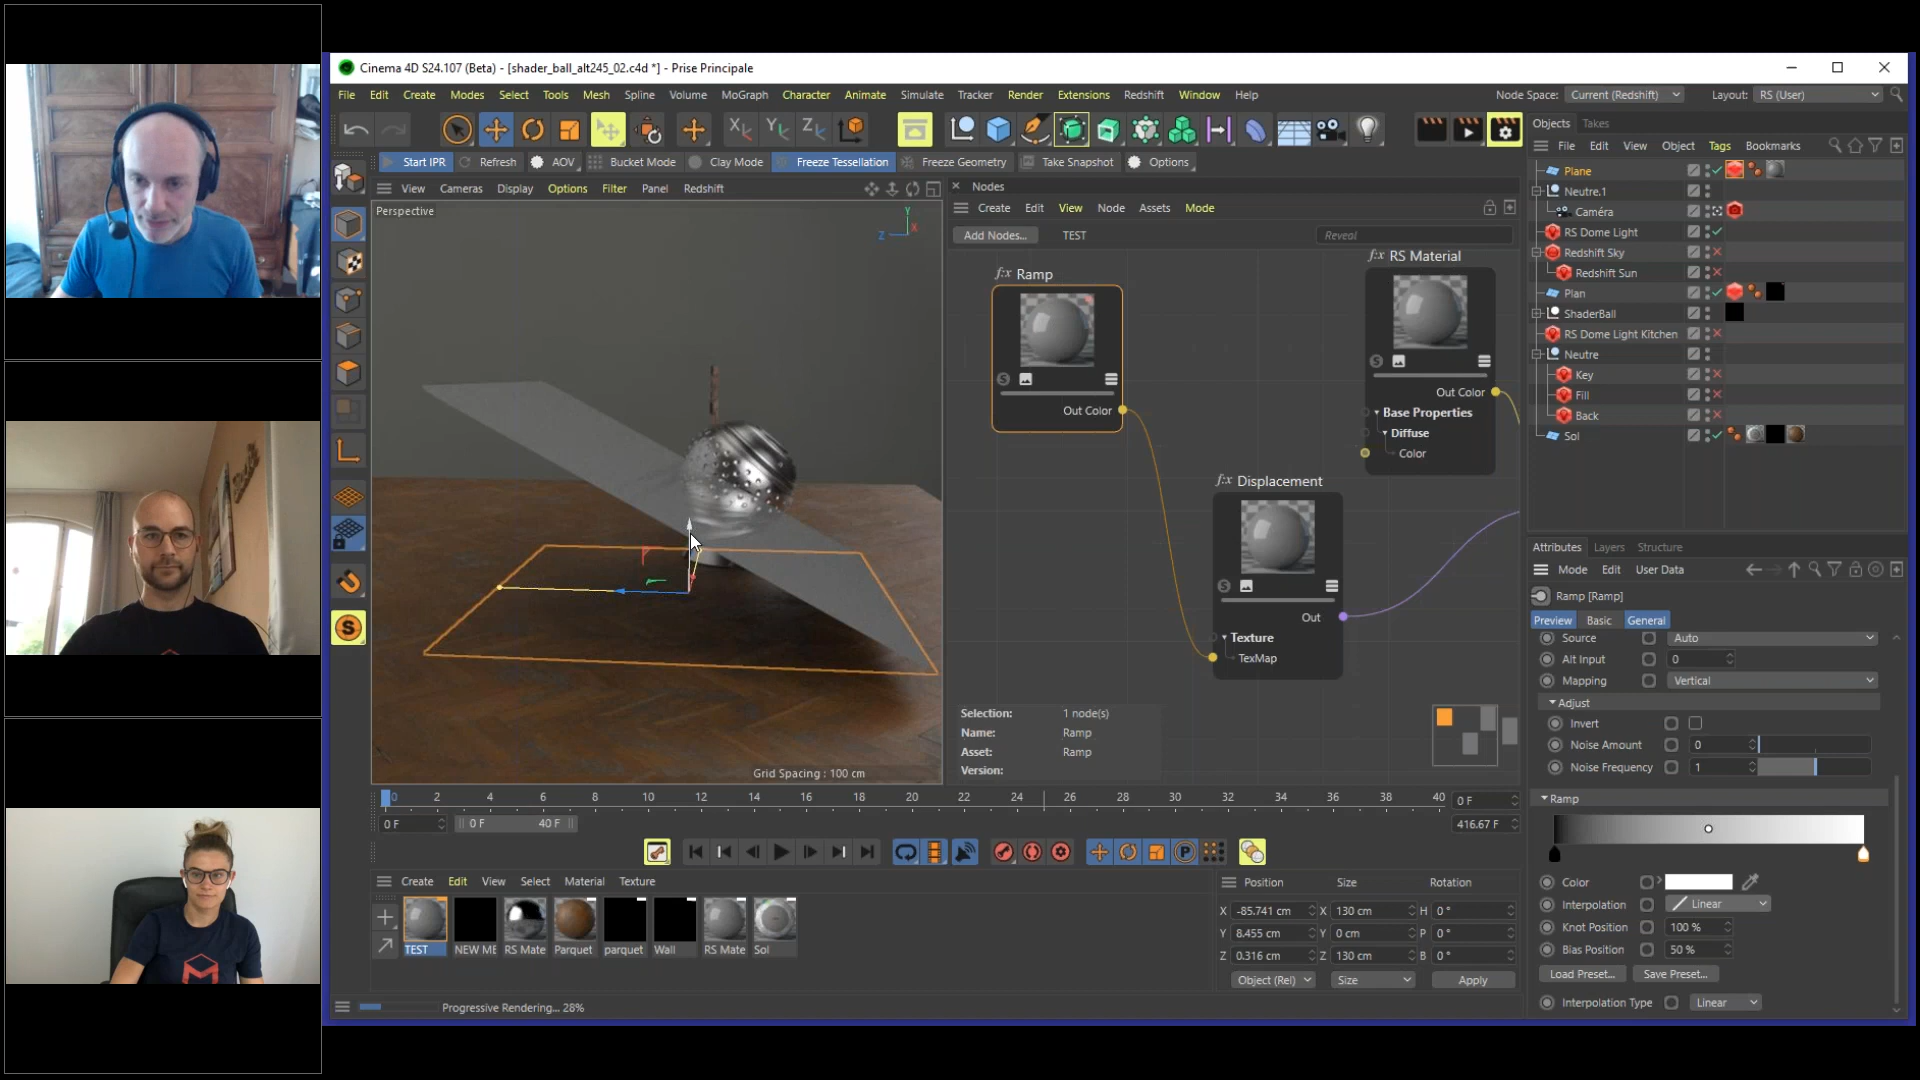 Cinema 4D S24.107 (Beta) - [shader_ball_alt245_02.c4d *] - Prise Principale
File Edit Create Modes Select Tools Mesh Spline Volume MoGraph Character Animate Simulate Tracker Render Extensions Redshift Window Help
Node Space: Current (Redshift) Layout: RS (User)
Start IPR Refresh AOV Bucket Mode Clay Mode Freeze Tessellation Freeze Geometry Take Snapshot Options
View Cameras Display Options Filter Panel Redshift
Perspective
Y
X
Z
Grid Spacing : 100 cm
Nodes
Create Edit View Node Assets Mode
Add Nodes... TEST Reveal
Ramp
Out Color
RS Material
Out Color
Base Properties
Diffuse
Color
Displacement
Out
Texture
TexMap
Selection: 1 node(s)
Name: Ramp
Asset: Ramp
Version:
Objects Takes
File Edit View Object Tags Bookmarks
Plane
Neutre.1
Caméra
RS Dome Light
Redshift Sky
Redshift Sun
Plan
ShaderBall
RS Dome Light Kitchen
Neutre
Key
Fill
Back
Sol
Attributes Layers Structure
Mode Edit User Data
Ramp [Ramp]
Preview Basic General
Source Auto
Alt Input 0
Mapping Vertical
Adjust
Invert
Noise Amount 0
Noise Frequency 1
Ramp
Color
Interpolation Linear
Knot Position 100 %
Bias Position 50 %
Load Preset... Save Preset...
Interpolation Type Linear
0 2 4 6 8 10 12 14 16 18 20 22 24 26 28 30 32 34 36 38 40 0 F
0 F 0 F 40 F 416.67 F
Create Edit View Select Material Texture
TEST NEW ME RS Mate Parquet parquet Wall RS Mate Sol
Position Size Rotation
X -85.741 cm X 130 cm H 0 °
Y 8.455 cm Y 0 cm P 0 °
Z 0.316 cm Z 130 cm B 0 °
Object (Rel) Size Apply
Progressive Rendering... 28%